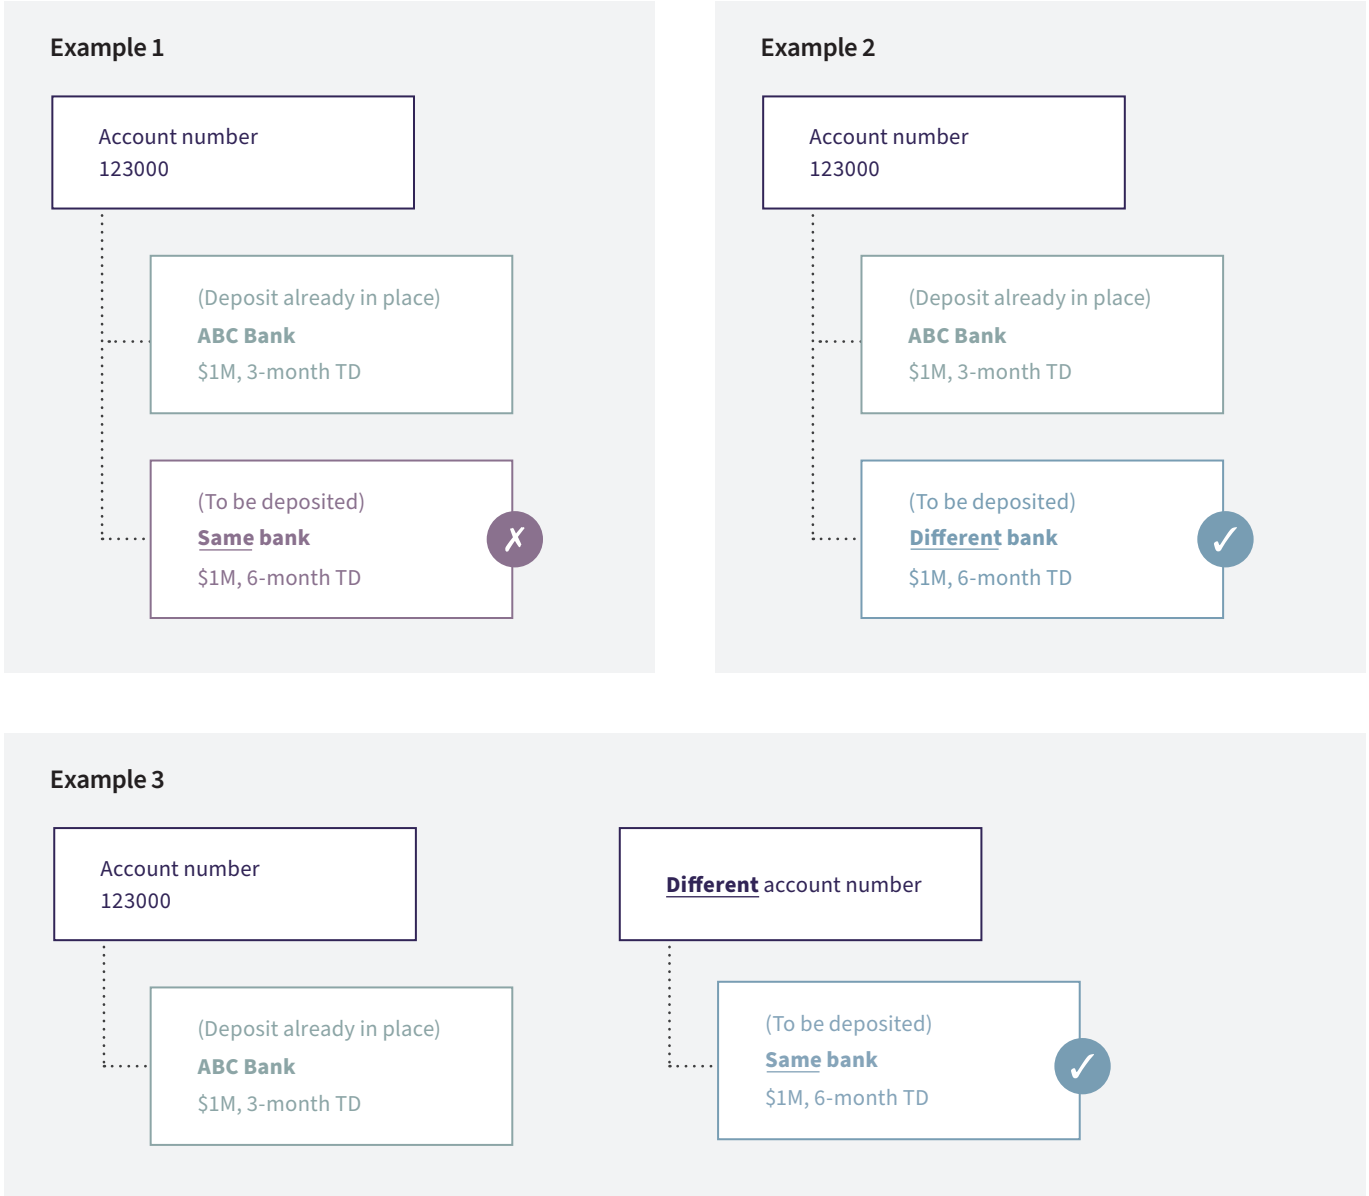 Example 1
Account number
123000
(Deposit already in place)
ABC Bank
$1M, 3-month TD
(To be deposited)
Same bank
$1M, 6-month TD
✗
Example 2
Account number
123000
(Deposit already in place)
ABC Bank
$1M, 3-month TD
(To be deposited)
Different bank
$1M, 6-month TD
✓
Example 3
Account number
123000
(Deposit already in place)
ABC Bank
$1M, 3-month TD
Different account number
(To be deposited)
Same bank
$1M, 6-month TD
✓